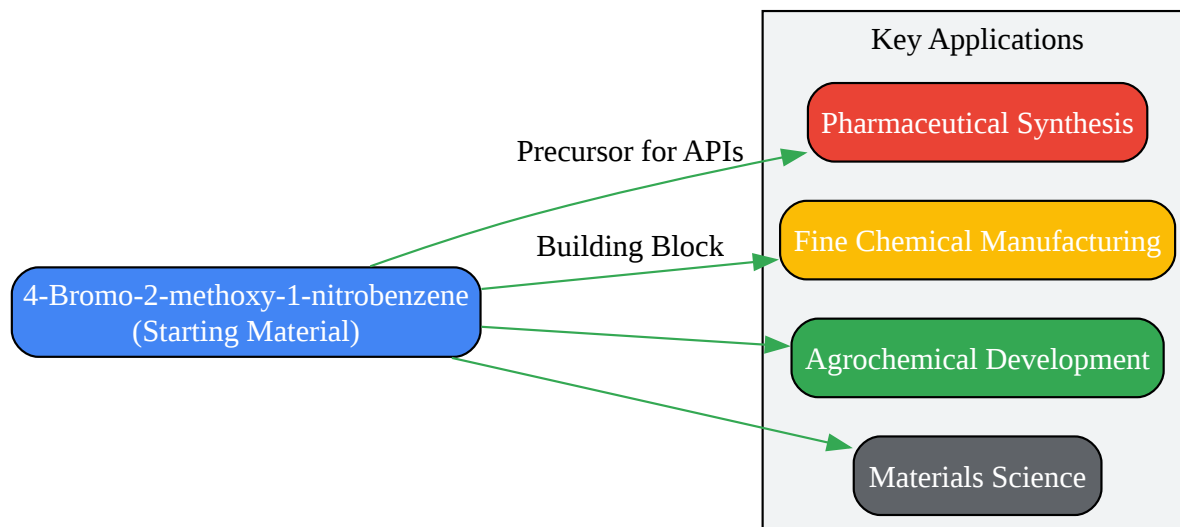 Key Applications
Pharmaceutical Synthesis
Precursor for APIs
Fine Chemical Manufacturing
Building Block
4-Bromo-2-methoxy-1-nitrobenzene
(Starting Material)
Agrochemical Development
Materials Science